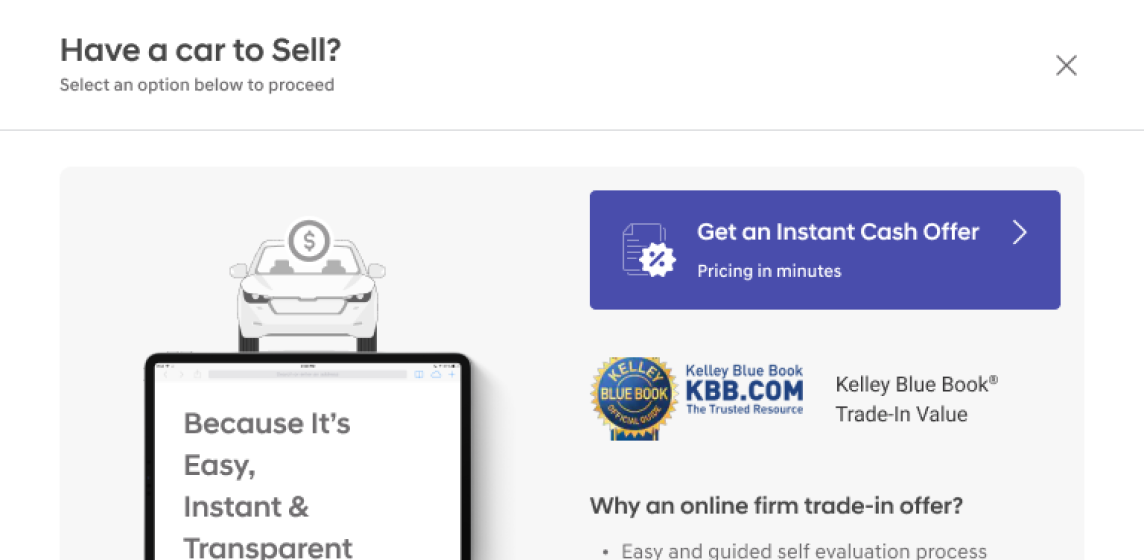 Have a car to Sell?
Select an option below to proceed
$
Get an Instant Cash Offer
Pricing in minutes
KELLEY
BLUE BOOK
OFFICIAL GUIDE
Kelley Blue Book
KBB.COM
The Trusted Resource
Kelley Blue Book®
Trade-In Value
Because It's
Easy,
Instant &
Transparent
Why an online firm trade-in offer?
• Easy and guided self evaluation process